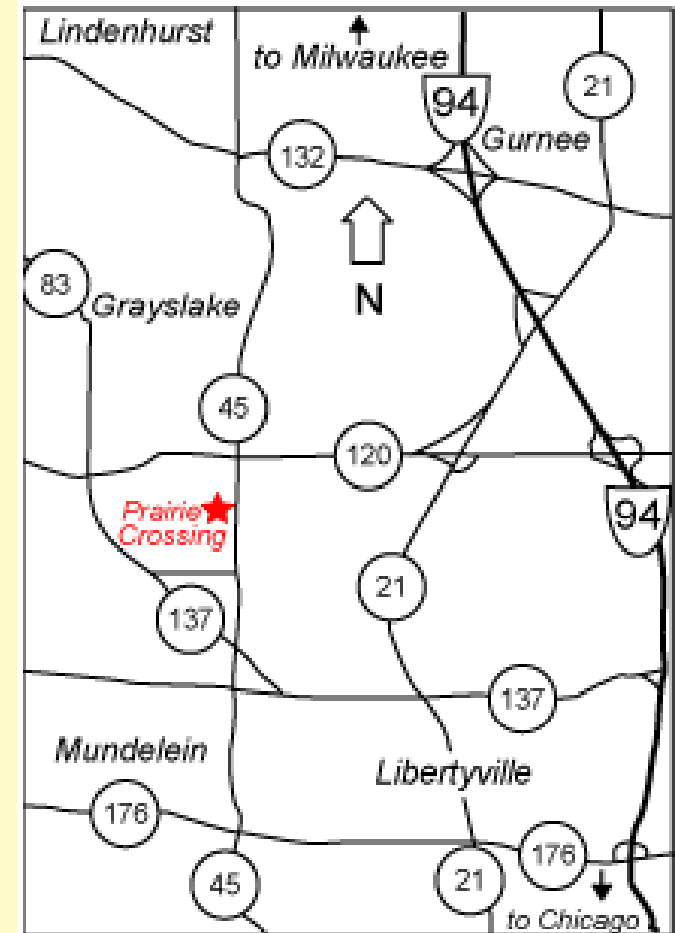 Lindenhurst
to Milwaukee
94
21
Gurnee
132
83
N
Grayslake
45
120
Prairie
Crossing
94
21
137
137
Mundelein
Libertyville
176
176
45
21
to Chicago